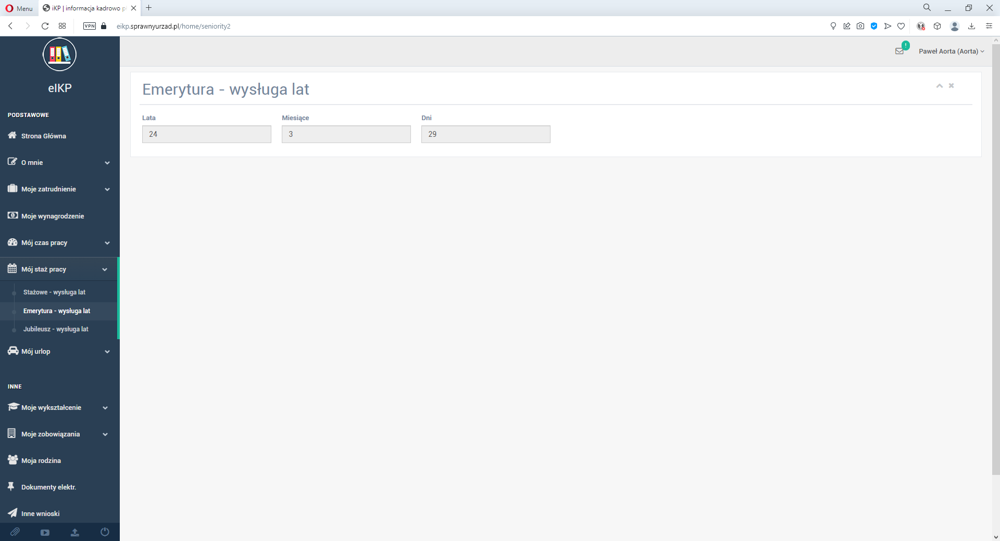 Menu
iKP | informacja kadrowo p
VPN
eikp.sprawnyurzad.pl/home/seniority2
eIKP
PODSTAWOWE
Strona Główna
O mnie
Moje zatrudnienie
Moje wynagrodzenie
Mój czas pracy
Mój staż pracy
Stażowe - wysługa lat
Emerytura - wysługa lat
Jubileusz - wysługa lat
Mój urlop
INNE
Moje wykształcenie
Moje zobowiązania
Moja rodzina
Dokumenty elektr.
Inne wnioski
!
Paweł Aorta (Aorta)
Emerytura - wysługa lat
Lata Miesiące Dni
24 3 29